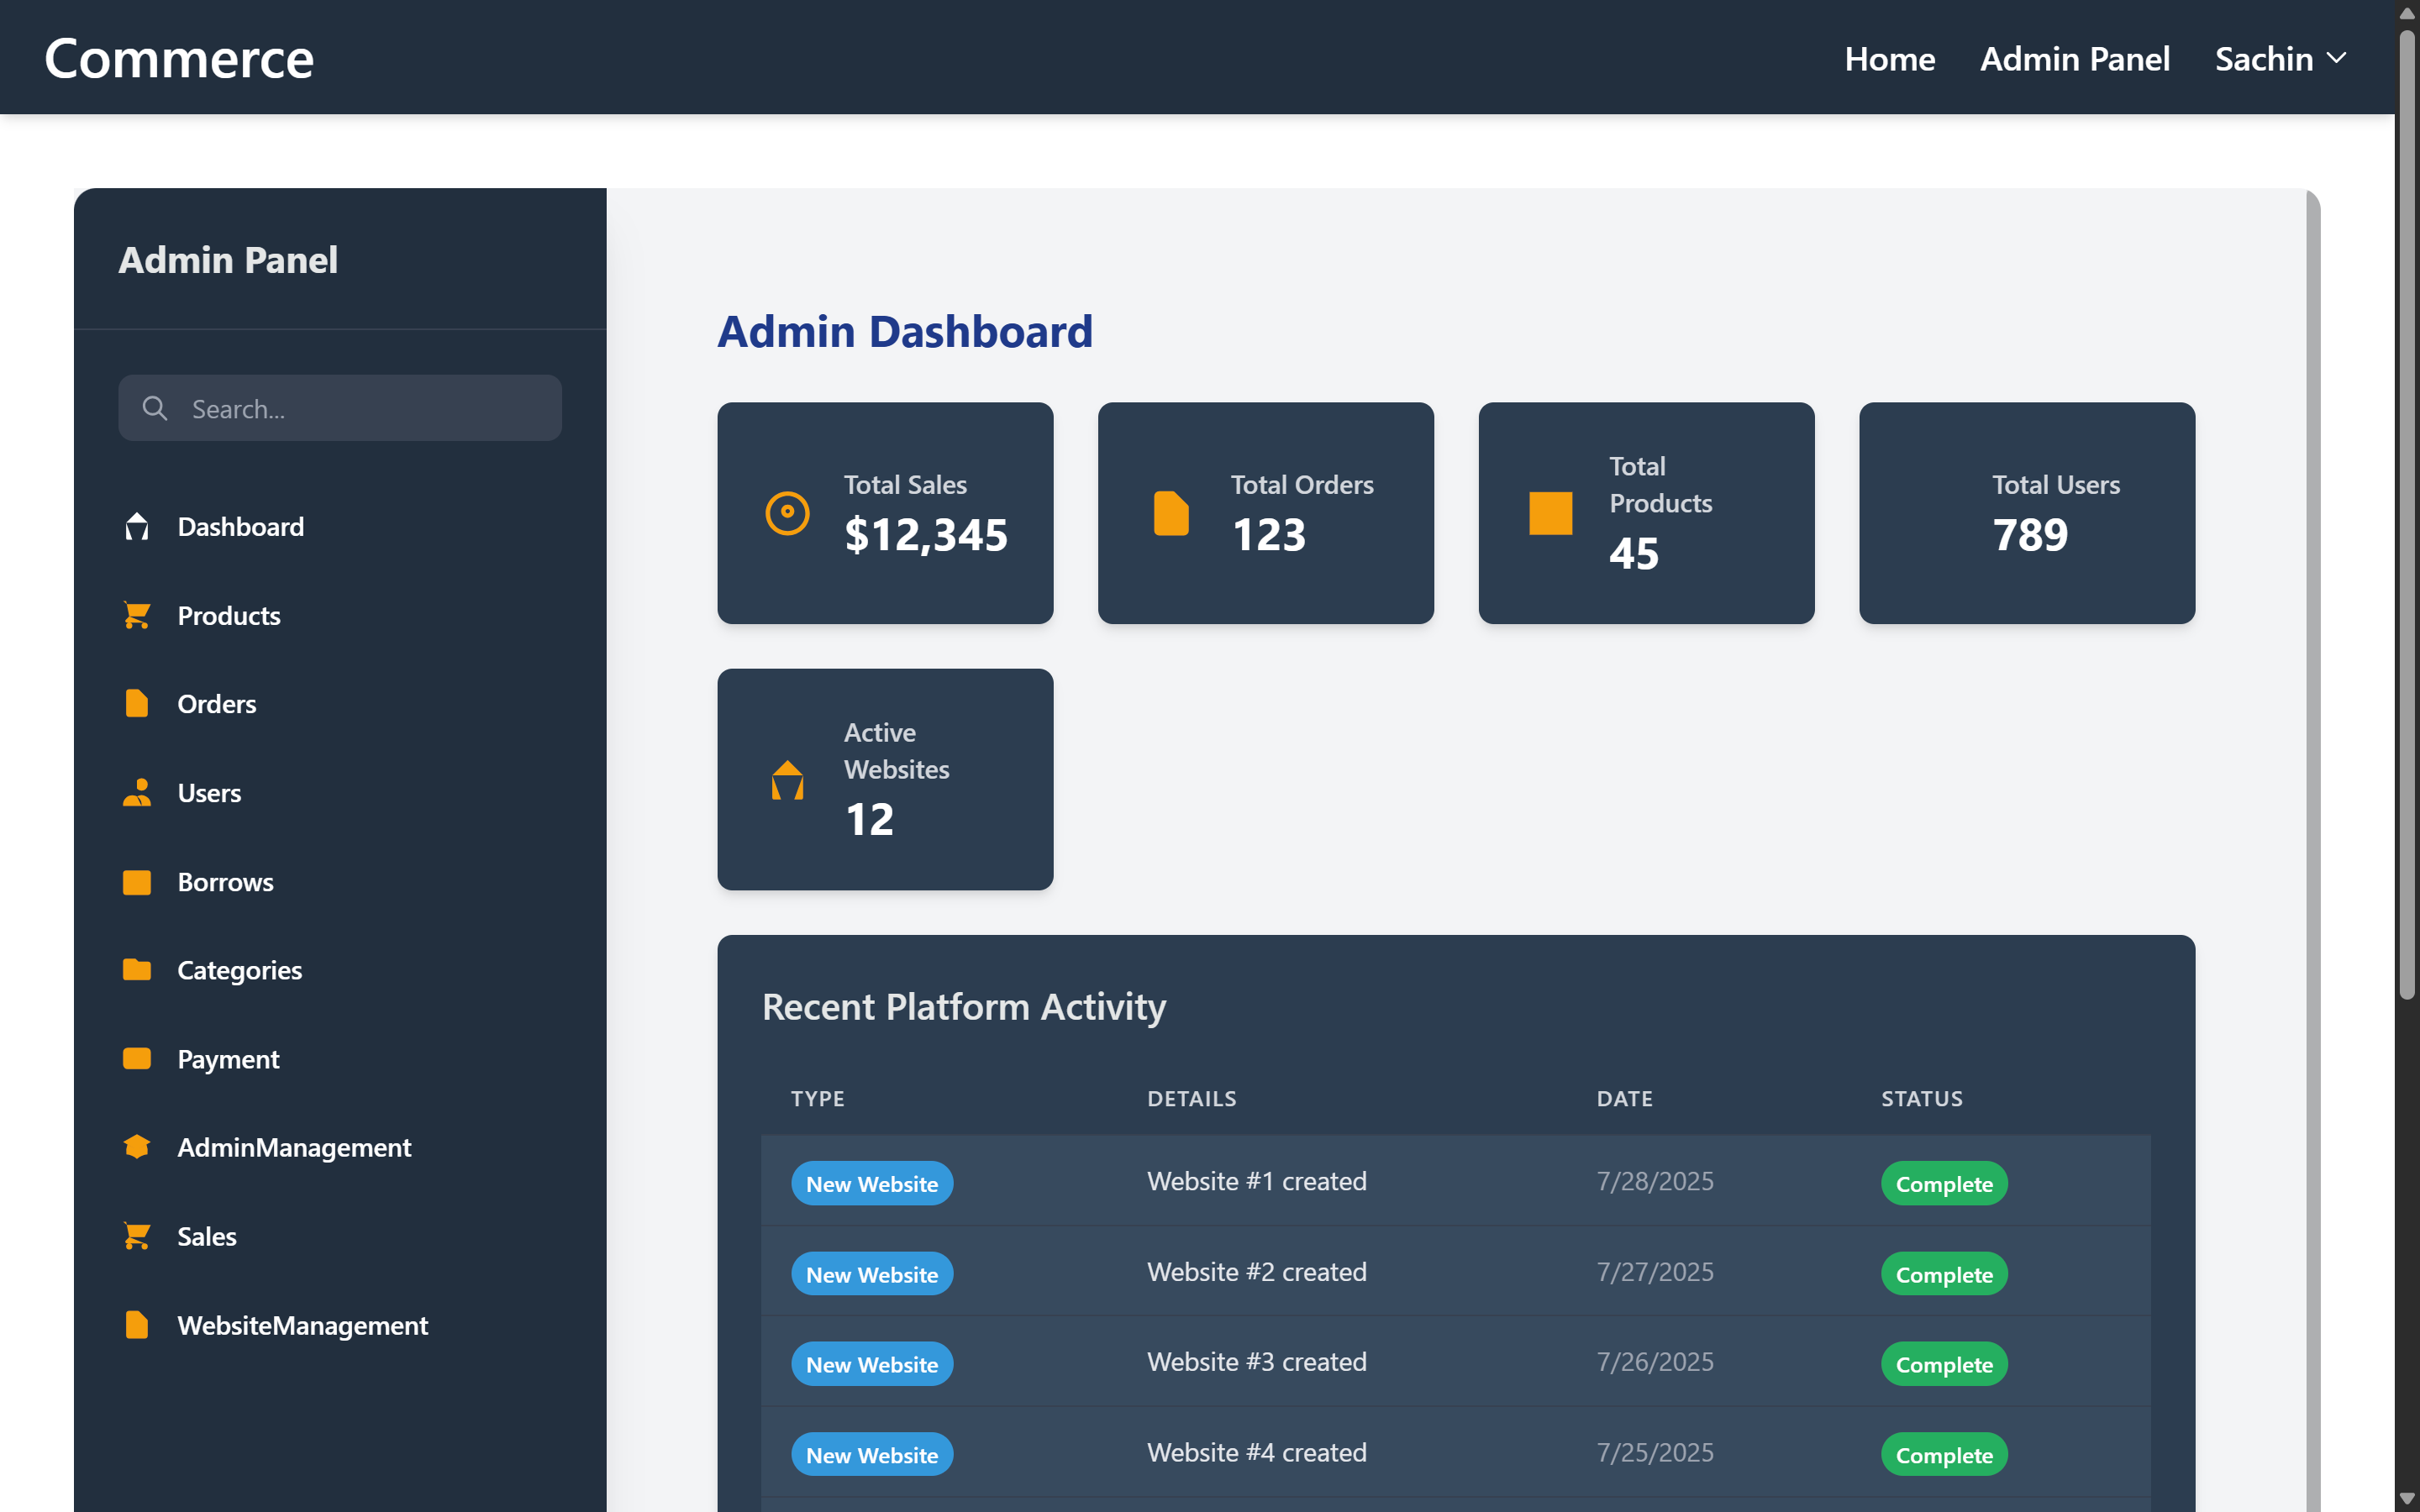 Commerce
Home Admin Panel Sachin
Admin Panel
Search...
Dashboard
Products
Orders
Users
Borrows
Categories
Payment
AdminManagement
Sales
WebsiteManagement
Admin Dashboard
Total Sales
$12,345
Total Orders
123
Total
Products
45
Total Users
789
Active
Websites
12
Recent Platform Activity
TYPE DETAILS DATE STATUS
New Website Website #1 created 7/28/2025 Complete
New Website Website #2 created 7/27/2025 Complete
New Website Website #3 created 7/26/2025 Complete
New Website Website #4 created 7/25/2025 Complete